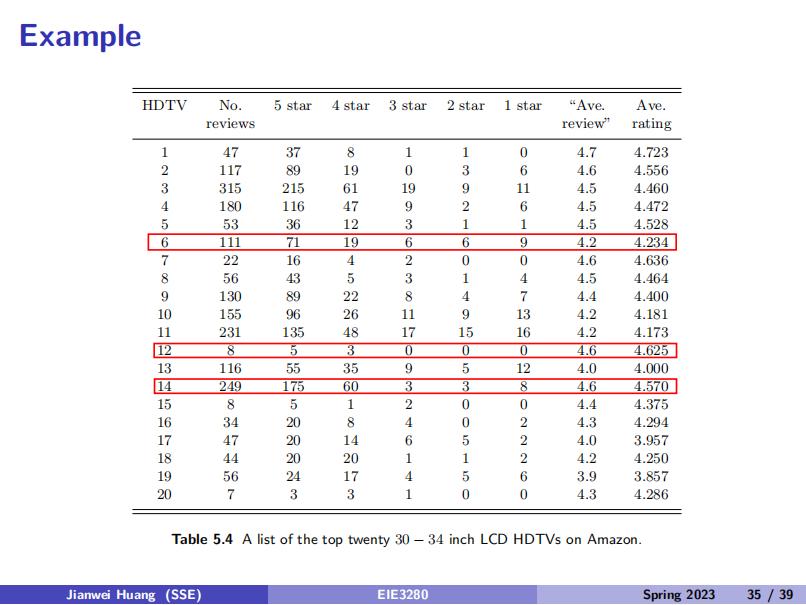 Example
HDTV No. 5 star 4 star 3 star 2 star 1 star “Ave. Ave.
reviews review” rating
1 47 37 8 1 1 0 4.7 4.723
2 117 89 19 0 3 6 4.6 4.556
3 315 215 61 19 9 11 4.5 4.460
4 180 116 47 9 2 6 4.5 4.472
5 53 36 12 3 1 1 4.5 4.528
6 111 71 19 6 6 9 4.2 4.234
7 22 16 4 2 0 0 4.6 4.636
8 56 43 5 3 1 4 4.5 4.464
9 130 89 22 8 4 7 4.4 4.400
10 155 96 26 11 9 13 4.2 4.181
11 231 135 48 17 15 16 4.2 4.173
12 8 5 3 0 0 0 4.6 4.625
13 116 55 35 9 5 12 4.0 4.000
14 249 175 60 3 3 8 4.6 4.570
15 8 5 1 2 0 0 4.4 4.375
16 34 20 8 4 0 2 4.3 4.294
17 47 20 14 6 5 2 4.0 3.957
18 44 20 20 1 1 2 4.2 4.250
19 56 24 17 4 5 6 3.9 3.857
20 7 3 3 1 0 0 4.3 4.286
Table 5.4 A list of the top twenty 30 − 34 inch LCD HDTVs on Amazon.
Jianwei Huang (SSE) EIE3280 Spring 2023 35 / 39